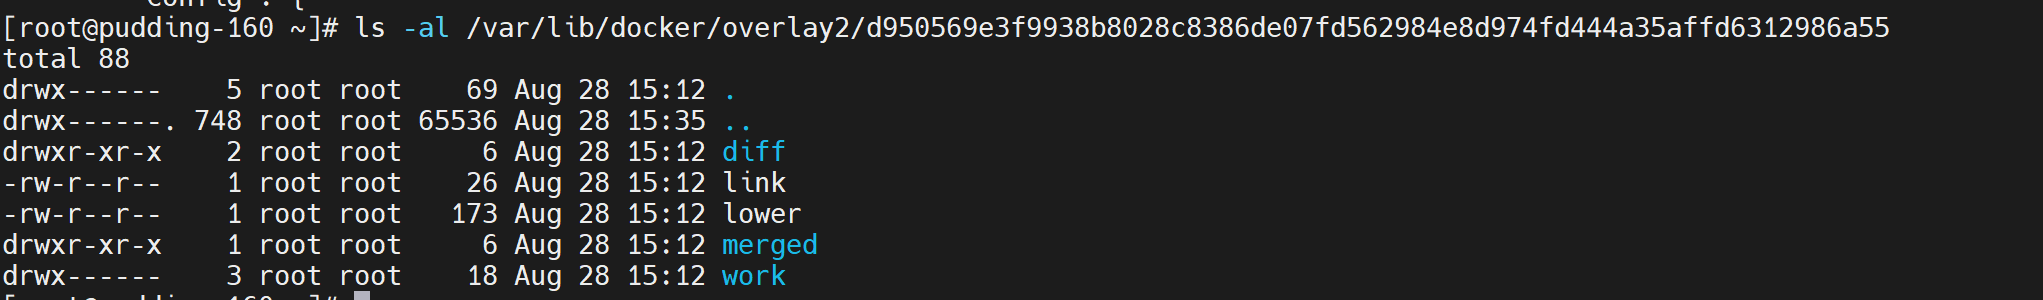 [root@pudding-160 ~]# ls -al /var/lib/docker/overlay2/d950569e3f9938b8028c8386de07fd562984e8d974fd444a35affd6312986a55
total 88
drwx------    5 root root    69 Aug 28 15:12 .
drwx------. 748 root root 65536 Aug 28 15:35 ..
drwxr-xr-x    2 root root     6 Aug 28 15:12 diff
-rw-r--r--    1 root root    26 Aug 28 15:12 link
-rw-r--r--    1 root root   173 Aug 28 15:12 lower
drwxr-xr-x    1 root root     6 Aug 28 15:12 merged
drwx------    3 root root    18 Aug 28 15:12 work